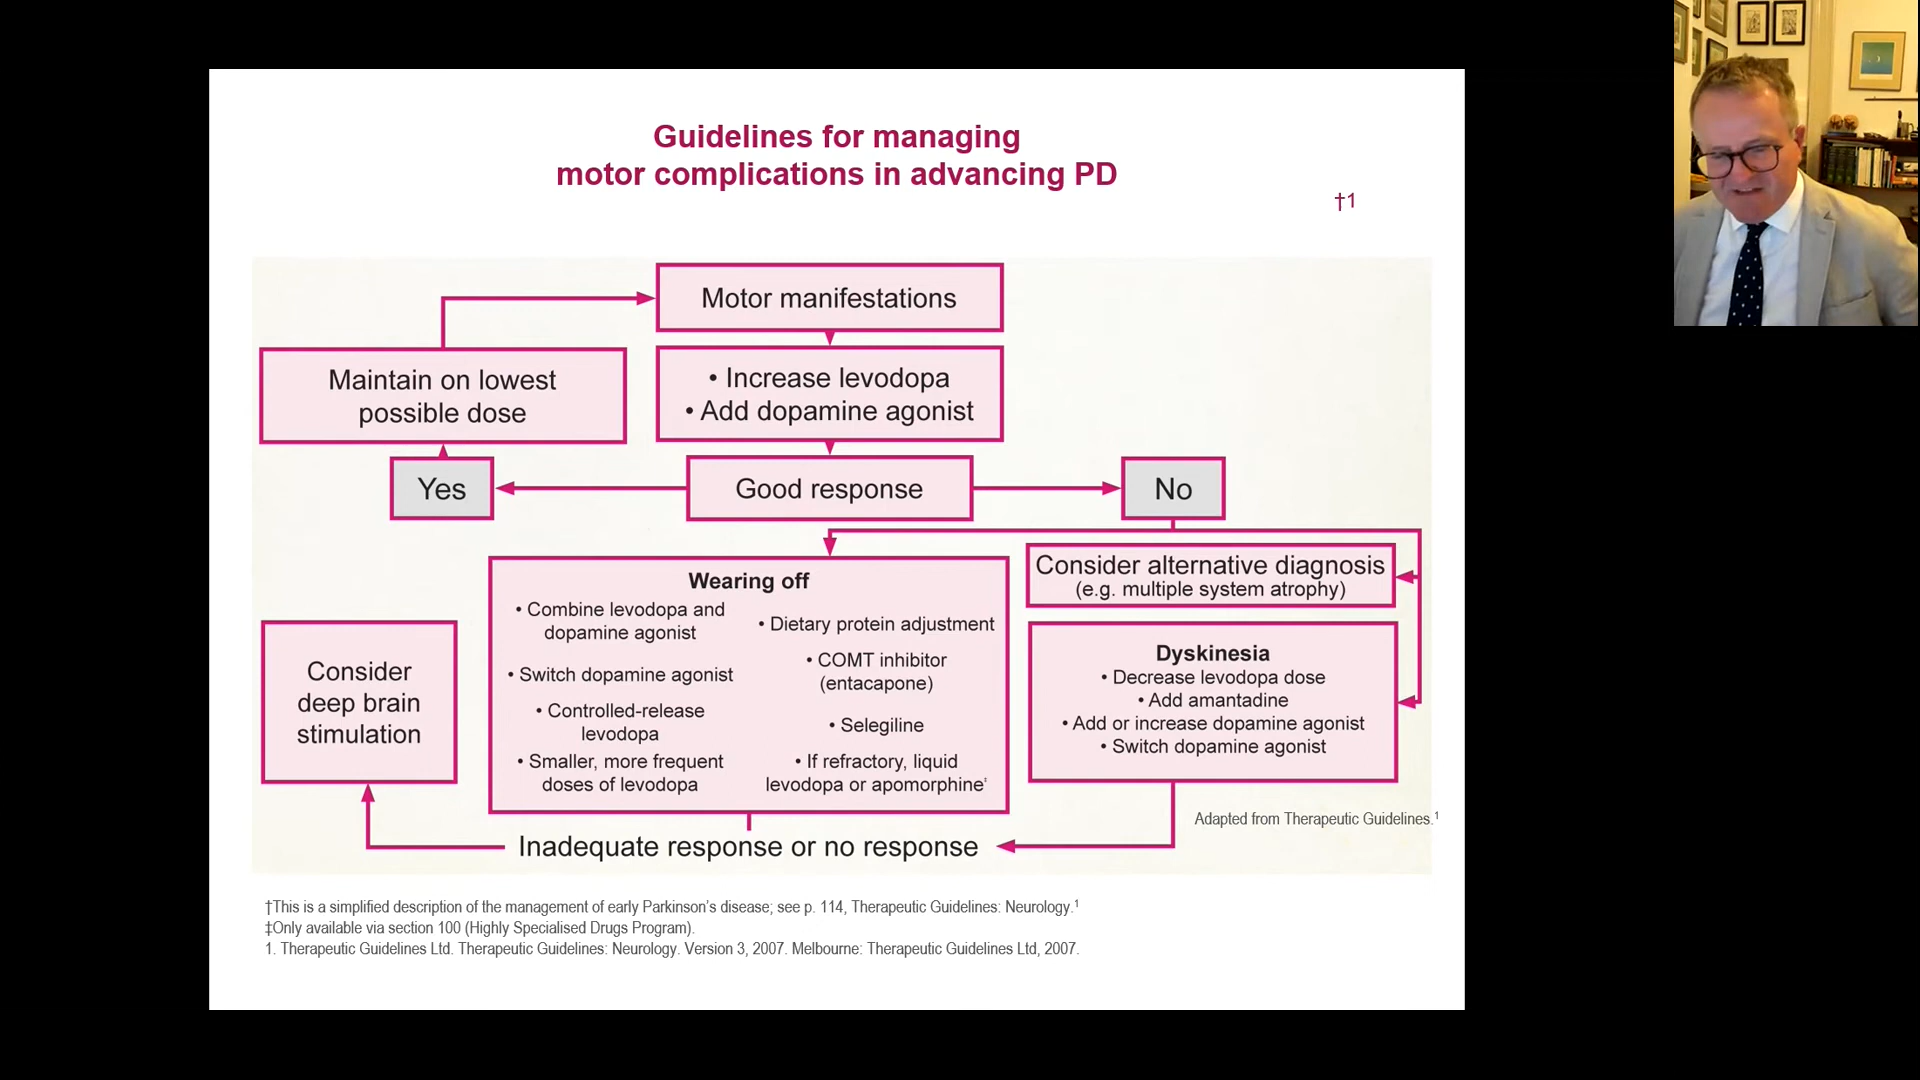 Guidelines for managing
motor complications in advancing PD
†1
Motor manifestations
Maintain on lowest
possible dose
• Increase levodopa
• Add dopamine agonist
Yes
Good response
No
Wearing off
• Combine levodopa and
dopamine agonist
• Switch dopamine agonist
• Controlled-release
levodopa
• Smaller, more frequent
doses of levodopa
• Dietary protein adjustment
• COMT inhibitor
(entacapone)
• Selegiline
• If refractory, liquid
levodopa or apomorphine‡
Consider alternative diagnosis
(e.g. multiple system atrophy)
Dyskinesia
• Decrease levodopa dose
• Add amantadine
• Add or increase dopamine agonist
• Switch dopamine agonist
Consider
deep brain
stimulation
Inadequate response or no response
Adapted from Therapeutic Guidelines.1
†This is a simplified description of the management of early Parkinson's disease; see p. 114, Therapeutic Guidelines: Neurology.1
‡Only available via section 100 (Highly Specialised Drugs Program).
1. Therapeutic Guidelines Ltd. Therapeutic Guidelines: Neurology. Version 3, 2007. Melbourne: Therapeutic Guidelines Ltd, 2007.